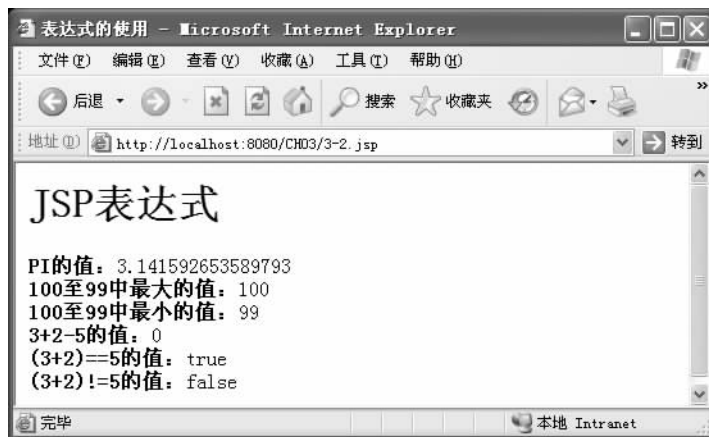 表达式的使用 - Microsoft Internet Explorer
文件(F) 编辑(E) 查看(V) 收藏(A) 工具(T) 帮助(H)
后退 搜索 收藏夹 »
地址(D) http://localhost:8080/CH03/3-2.jsp 转到
JSP表达式
PI的值：3.141592653589793
100至99中最大的值：100
100至99中最小的值：99
3+2-5的值：0
(3+2)==5的值：true
(3+2)!=5的值：false
完毕 本地 Intranet